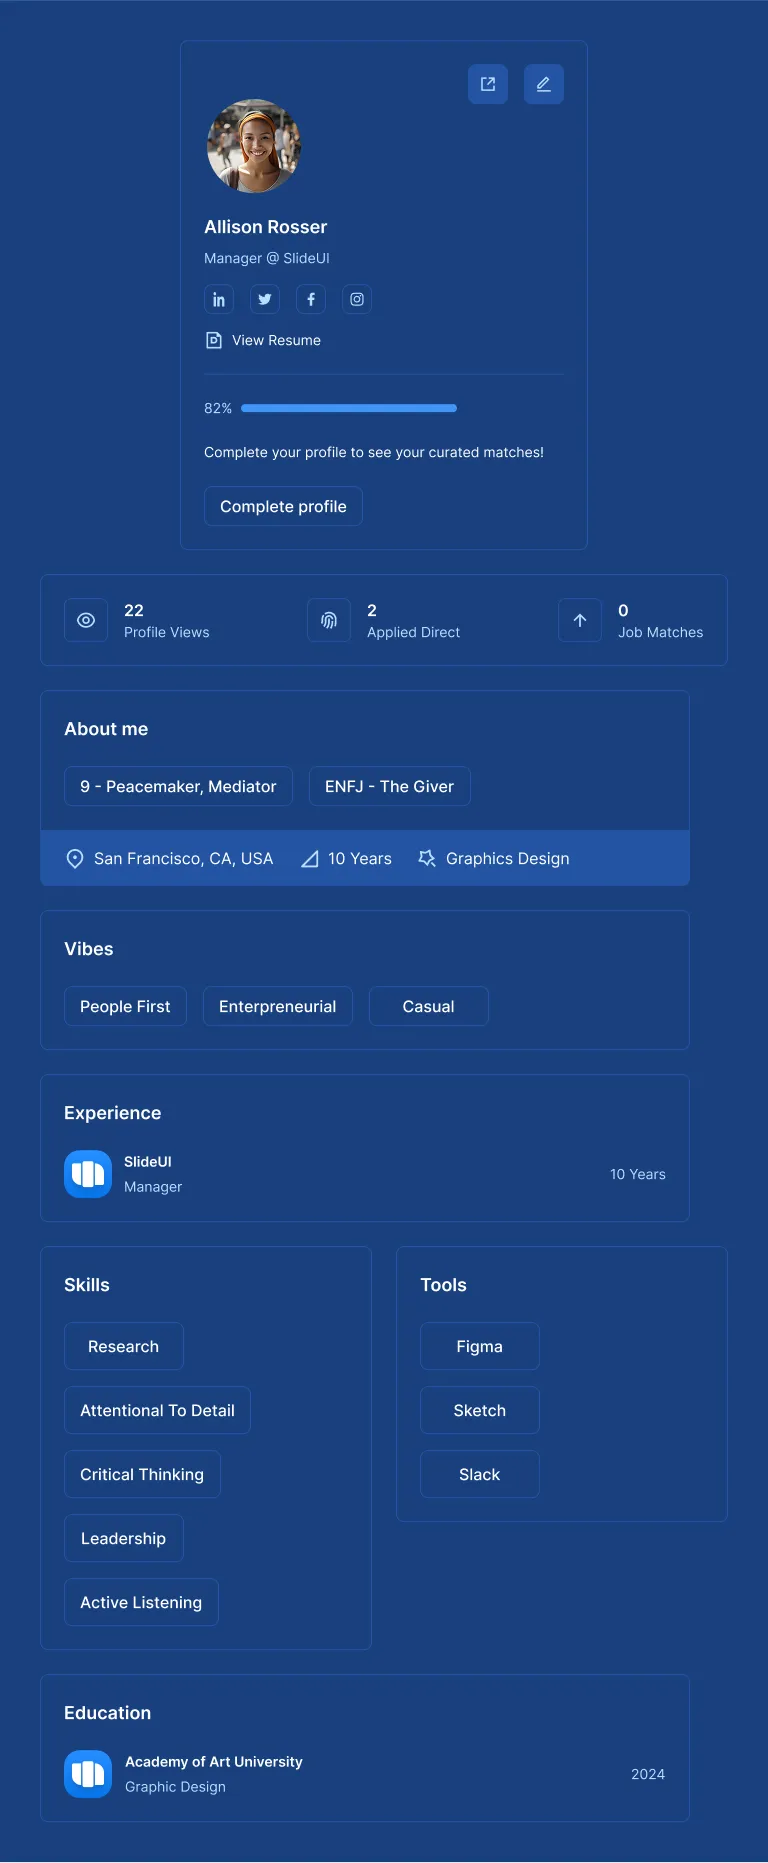 Allison Rosser
Manager @ SlideUI
View Resume
82%
Complete your profile to see your curated matches!
Complete profile
22
Profile Views
2
Applied Direct
0
Job Matches
About me
9 - Peacemaker, Mediator
ENFJ - The Giver
San Francisco, CA, USA
10 Years
Graphics Design
Vibes
People First
Enterpreneurial
Casual
Experience
SlideUI
Manager
10 Years
Skills
Research
Attentional To Detail
Critical Thinking
Leadership
Active Listening
Tools
Figma
Sketch
Slack
Education
Academy of Art University
Graphic Design
2024